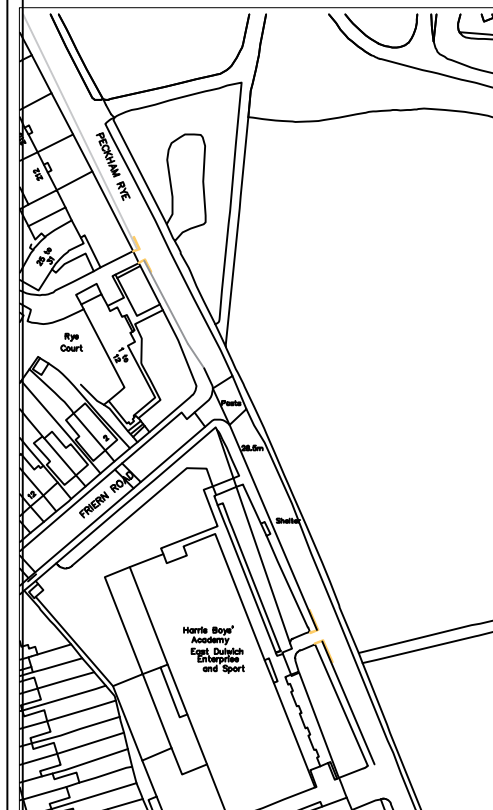 PECKHAM RYE
212
25 to
31
Rye
Court
1 to
12
Posts
2
28.5m
12
FRIERN ROAD
Shelter
Harris Boys'
Academy
East Dulwich
Enterprise
and Sport